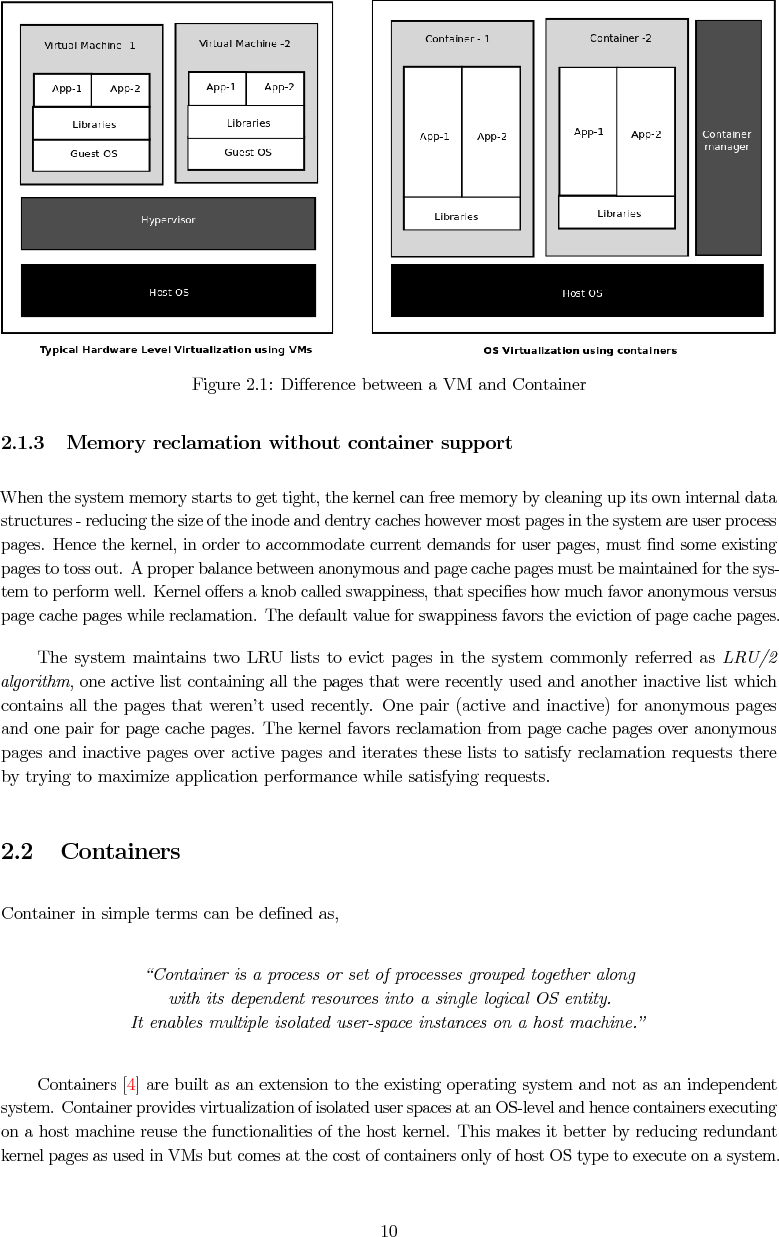 Virtual Machine -1
App-1 App-2
Libraries
Guest OS
Virtual Machine -2
App-1 App-2
Libraries
Guest OS
Hypervisor
Host OS
Typical Hardware Level Virtualization using VMs
Container - 1
App-1 App-2
Libraries
Container -2
App-1 App-2
Libraries
Container
manager
Host OS
OS Virtualization using containers
Figure 2.1: Difference between a VM and Container
2.1.3 Memory reclamation without container support
When the system memory starts to get tight, the kernel can free memory by cleaning up its own internal data
structures - reducing the size of the inode and dentry caches however most pages in the system are user process
pages. Hence the kernel, in order to accommodate current demands for user pages, must find some existing
pages to toss out. A proper balance between anonymous and page cache pages must be maintained for the sys-
tem to perform well. Kernel offers a knob called swappiness, that specifies how much favor anonymous versus
page cache pages while reclamation. The default value for swappiness favors the eviction of page cache pages.
The system maintains two LRU lists to evict pages in the system commonly referred as LRU/2
algorithm, one active list containing all the pages that were recently used and another inactive list which
contains all the pages that weren't used recently. One pair (active and inactive) for anonymous pages
and one pair for page cache pages. The kernel favors reclamation from page cache pages over anonymous
pages and inactive pages over active pages and iterates these lists to satisfy reclamation requests there
by trying to maximize application performance while satisfying requests.
2.2 Containers
Container in simple terms can be defined as,
“Container is a process or set of processes grouped together along
with its dependent resources into a single logical OS entity.
It enables multiple isolated user-space instances on a host machine.”
Containers [4] are built as an extension to the existing operating system and not as an independent
system. Container provides virtualization of isolated user spaces at an OS-level and hence containers executing
on a host machine reuse the functionalities of the host kernel. This makes it better by reducing redundant
kernel pages as used in VMs but comes at the cost of containers only of host OS type to execute on a system.
10